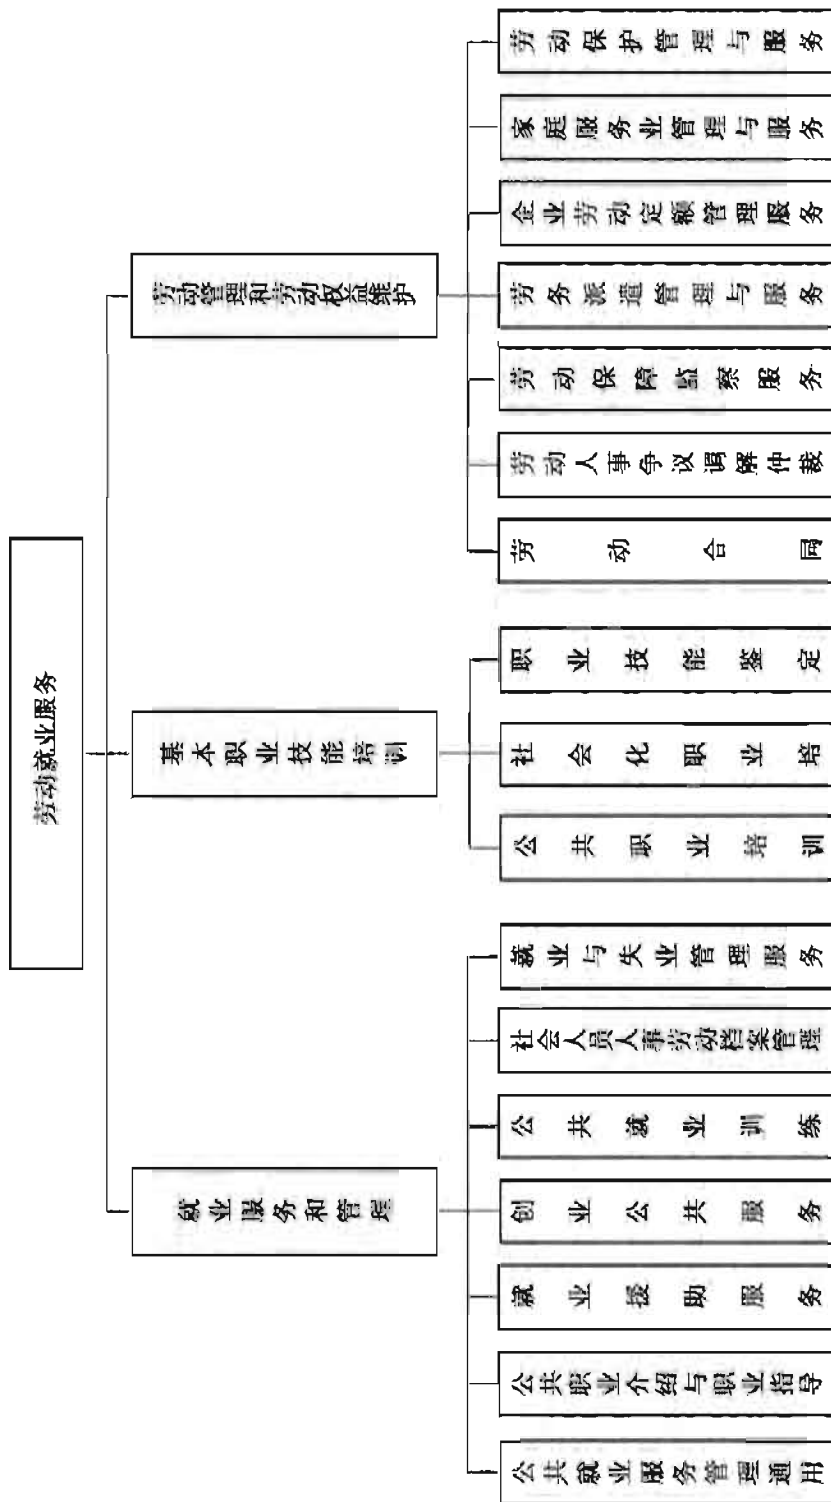 劳动就业服务
就业服务和管理
基本职业技能培训
劳动管理和劳动权益维护
公共就业服务管理通用
公共职业介绍与职业指导
就业援助服务
创业公共服务
公共就业训练
社会人员人事劳动档案管理
就业与失业管理服务
公共职业培训
社会化职业培
职业技能鉴定
劳动合同
劳动人事争议调解仲裁
劳动保障监察服务
劳务派遣管理与服务
企业劳动定额管理服务
家庭服务业管理与服务
劳动保护管理与服务